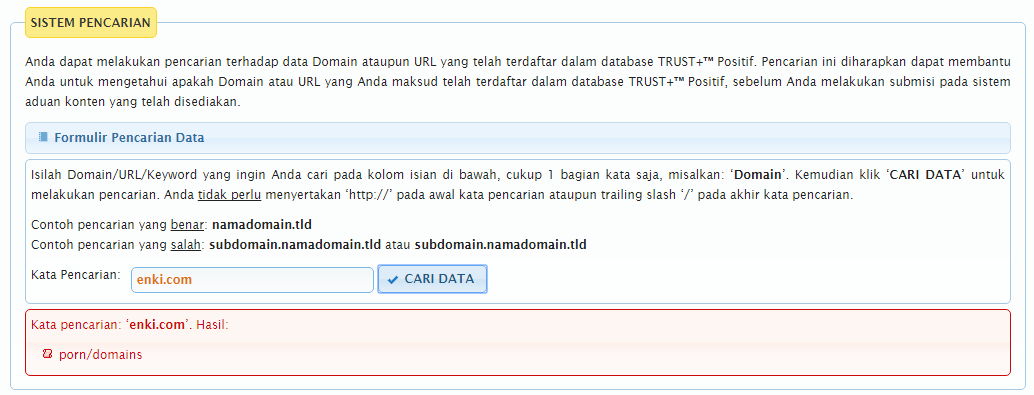 SISTEM PENCARIAN
Anda dapat melakukan pencarian terhadap data Domain ataupun URL yang telah terdaftar dalam database TRUST+™ Positif. Pencarian ini diharapkan dapat membantu
Anda untuk mengetahui apakah Domain atau URL yang Anda maksud telah terdaftar dalam database TRUST+™ Positif, sebelum Anda melakukan submisi pada sistem
aduan konten yang telah disediakan.
Formulir Pencarian Data
Isilah Domain/URL/Keyword yang ingin Anda cari pada kolom isian di bawah, cukup 1 bagian kata saja, misalkan: ‘Domain’. Kemudian klik ‘CARI DATA’ untuk
melakukan pencarian. Anda tidak perlu menyertakan ‘http://’ pada awal kata pencarian ataupun trailing slash ‘/’ pada akhir kata pencarian.
Contoh pencarian yang benar: namadomain.tld
Contoh pencarian yang salah: subdomain.namadomain.tld atau subdomain.namadomain.tld
Kata Pencarian: enki.com CARI DATA
Kata pencarian: ‘enki.com’. Hasil:
porn/domains